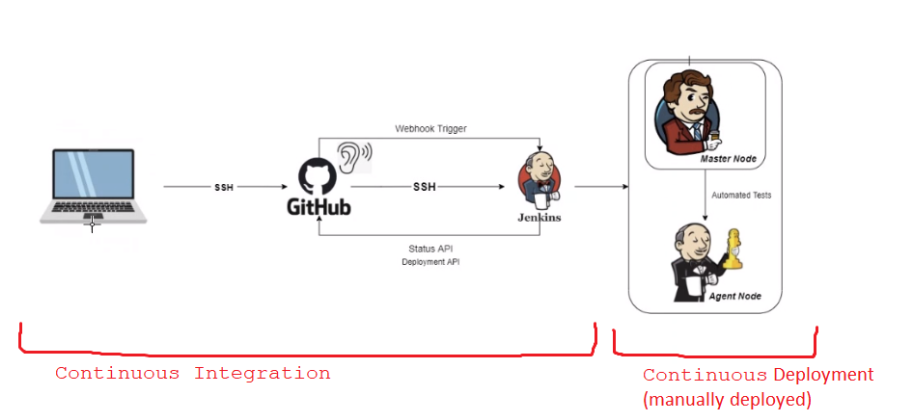 Webhook Trigger
Master Node
SSH
SSH
GitHub
Jenkins
Automated Tests
Status API
Deployment API
Agent Node
Continuous Integration
Continuous Deployment
(manually deployed)